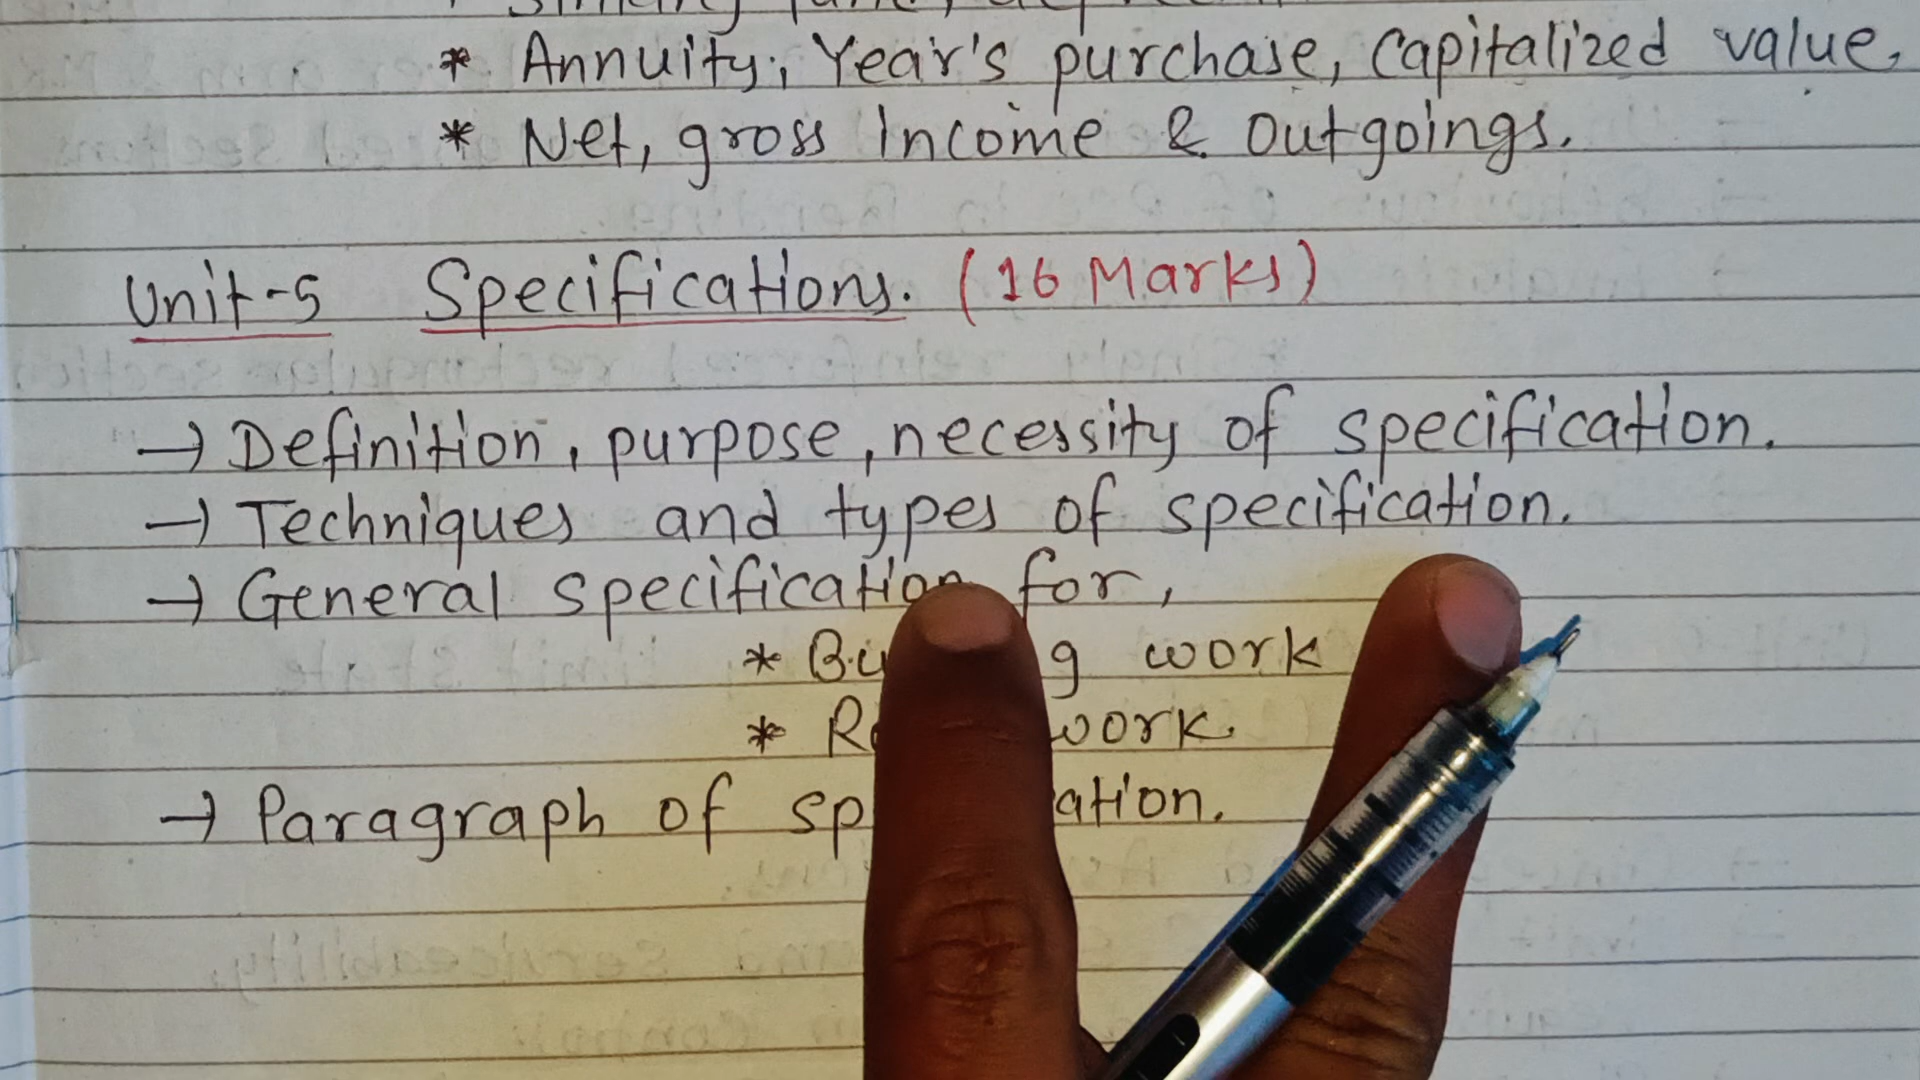 * Annuity, Year's purchase, Capitalized value,
* Net, gross Income & Outgoings.
Unit-5 Specifications. (16 Marks)
→ Definition, purpose, necessity of specification.
→ Techniques and types of specification.
→ General specification for,
* work
* work.
→ Paragraph of